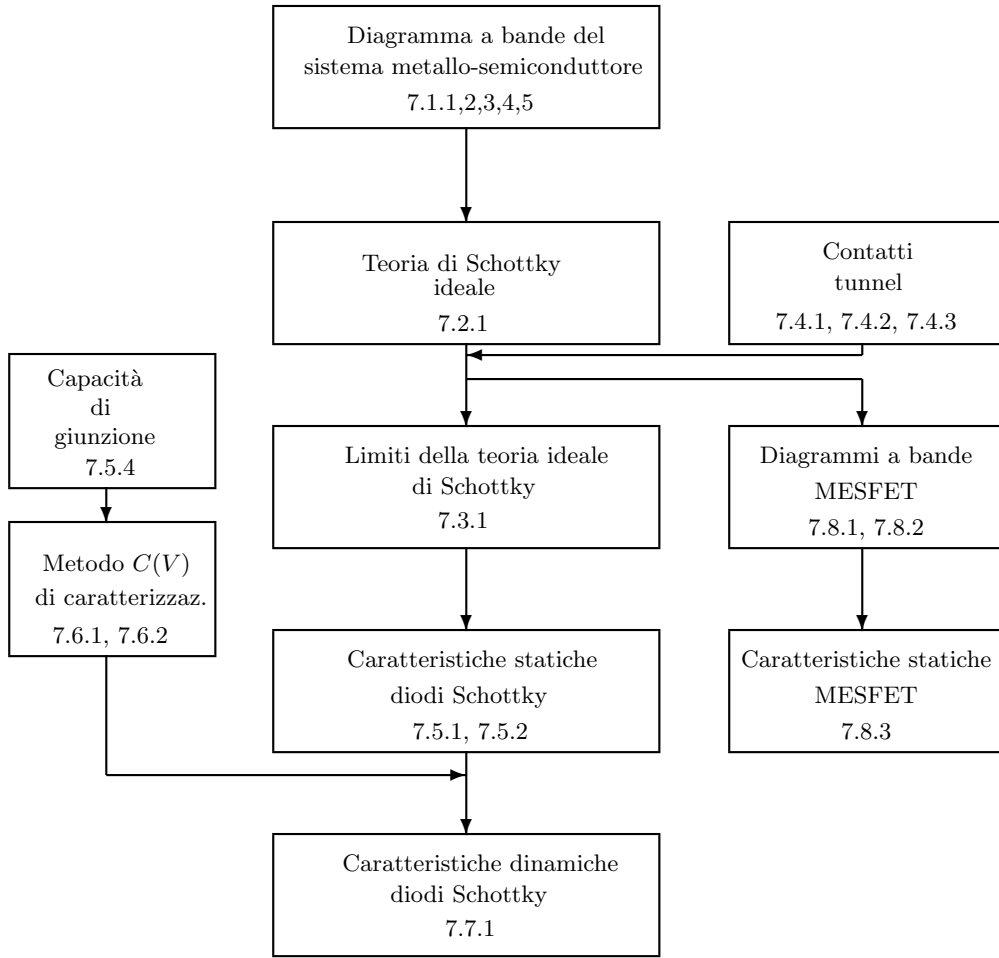 Diagramma a bande del
sistema metallo-semiconduttore
7.1.1,2,3,4,5
Teoria di Schottky
ideale
7.2.1
Contatti
tunnel
7.4.1, 7.4.2, 7.4.3
Capacità
di
giunzione
7.5.4
Limiti della teoria ideale
di Schottky
7.3.1
Diagrammi a bande
MESFET
7.8.1, 7.8.2
Metodo C(V)
di caratterizzaz.
7.6.1, 7.6.2
Caratteristiche statiche
diodi Schottky
7.5.1, 7.5.2
Caratteristiche statiche
MESFET
7.8.3
Caratteristiche dinamiche
diodi Schottky
7.7.1